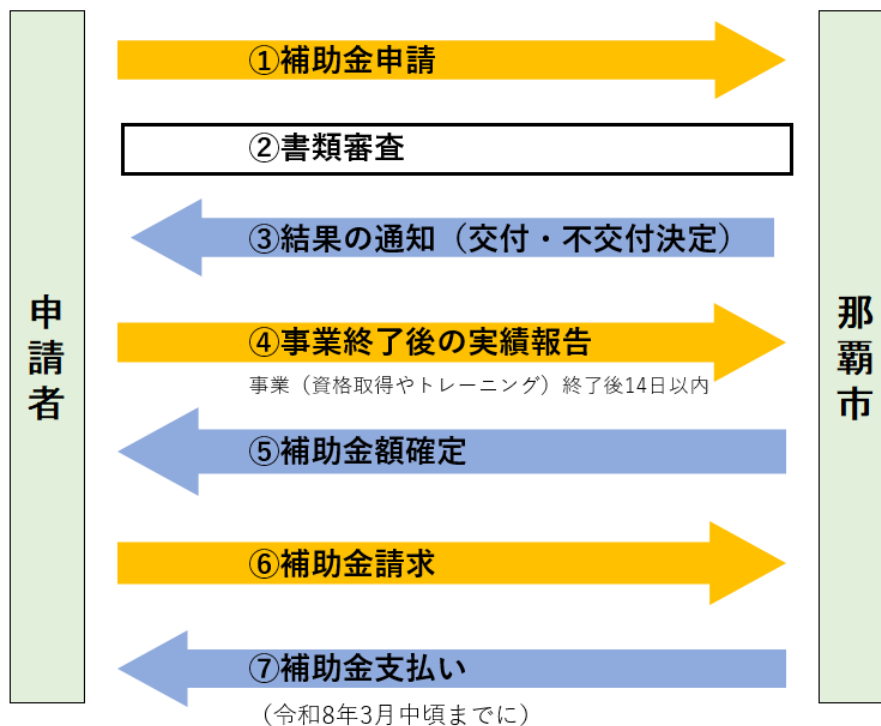 申請者
①補助金申請
②書類審査
③結果の通知（交付・不交付決定）
④事業終了後の実績報告
事業（資格取得やトレーニング）終了後14日以内
⑤補助金額確定
⑥補助金請求
⑦補助金支払い
（令和8年3月中頃までに）
那覇市